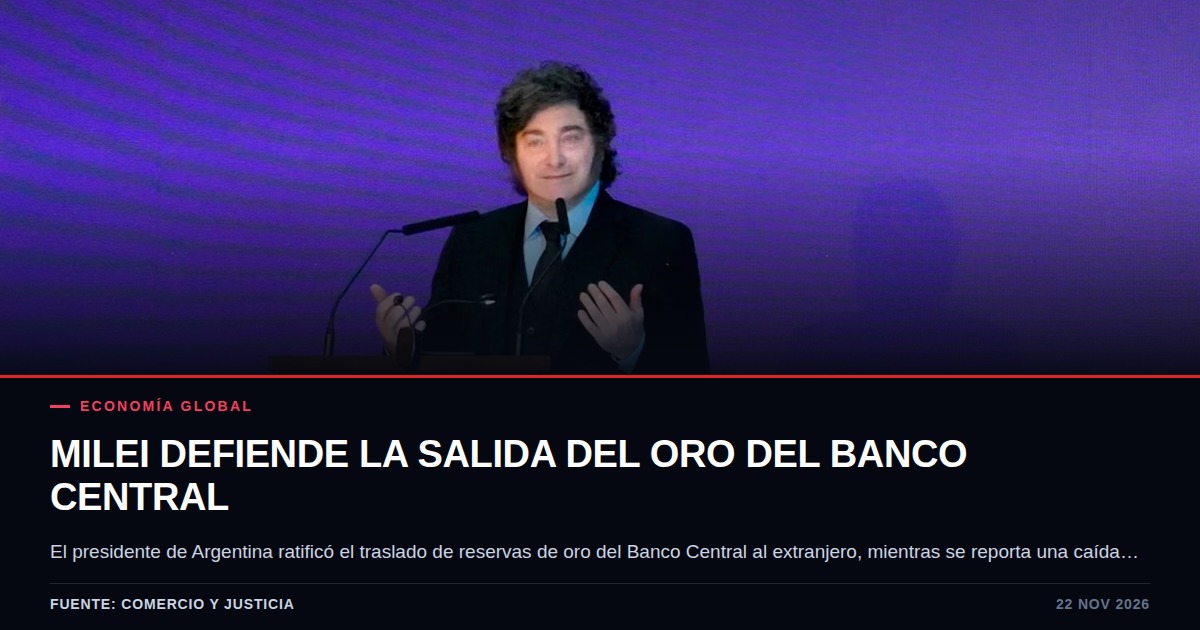 ECONOMÍA GLOBAL
MILEI DEFIENDE LA SALIDA DEL ORO DEL BANCO
CENTRAL
El presidente de Argentina ratificó el traslado de reservas de oro del Banco Central al extranjero, mientras se reporta una caída…
FUENTE: COMERCIO Y JUSTICIA
22 NOV 2026